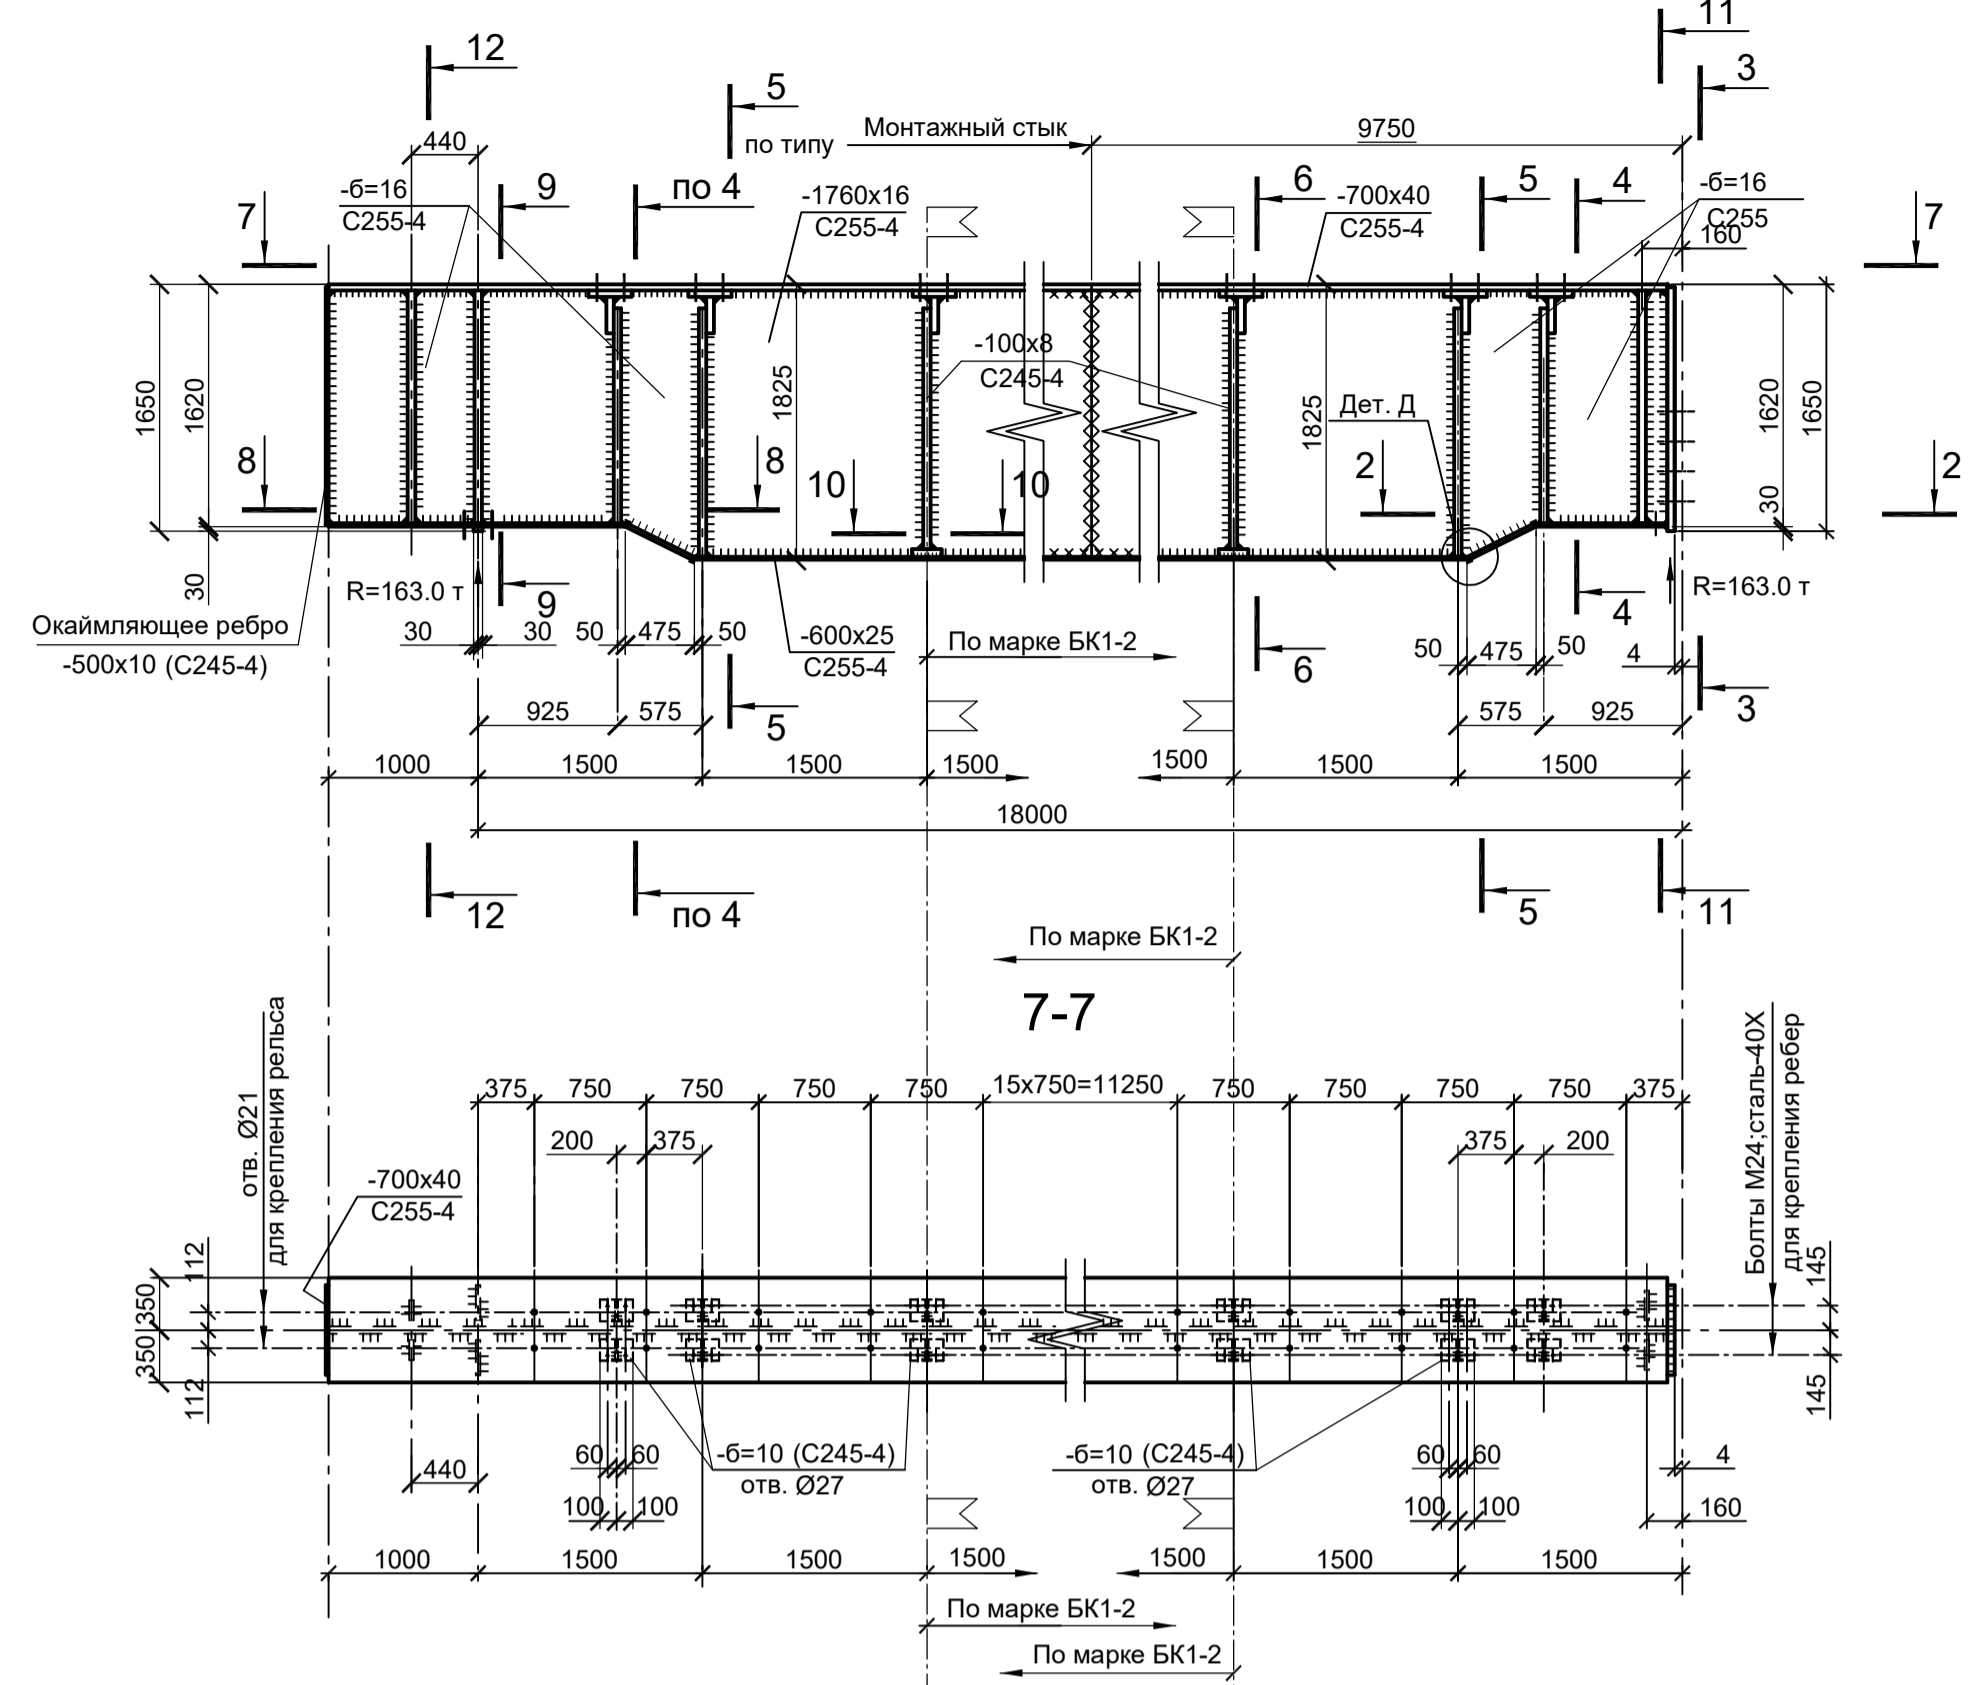 11
12
3
5
440
Монтажный стык
9750
по типу
-б=16
С255-4
9
по 4
-1760х16
С255-4
6
-700х40
С255-4
5
4
-б=16
С255
160
7
7
1650
1620
1825
-100х8
С245-4
1825
Дет. Д
1620
1650
8
8
10
10
2
2
30
30
R=163.0 т
9
R=163.0 т
4
Окаймляющее ребро
-500х10 (С245-4)
30
30
50
475
50
-600х25
С255-4
По марке БК1-2
6
50
475
50
4
925
575
5
575
925
3
1000
1500
1500
1500
1500
1500
1500
18000
12
по 4
5
11
По марке БК1-2
7-7
375
750
750
750
750
15х750=11250
750
750
750
750
375
200
375
375
200
отв. Ø21
для крепления рельса
Болты М24;сталь-40Х
для крепления ребер
-700х40
С255-4
112
350
350
112
145
145
440
60
60
-б=10 (С245-4)
отв. Ø27
-б=10 (С245-4)
отв. Ø27
60
60
4
100
100
100
100
160
1000
1500
1500
1500
1500
1500
1500
По марке БК1-2
По марке БК1-2